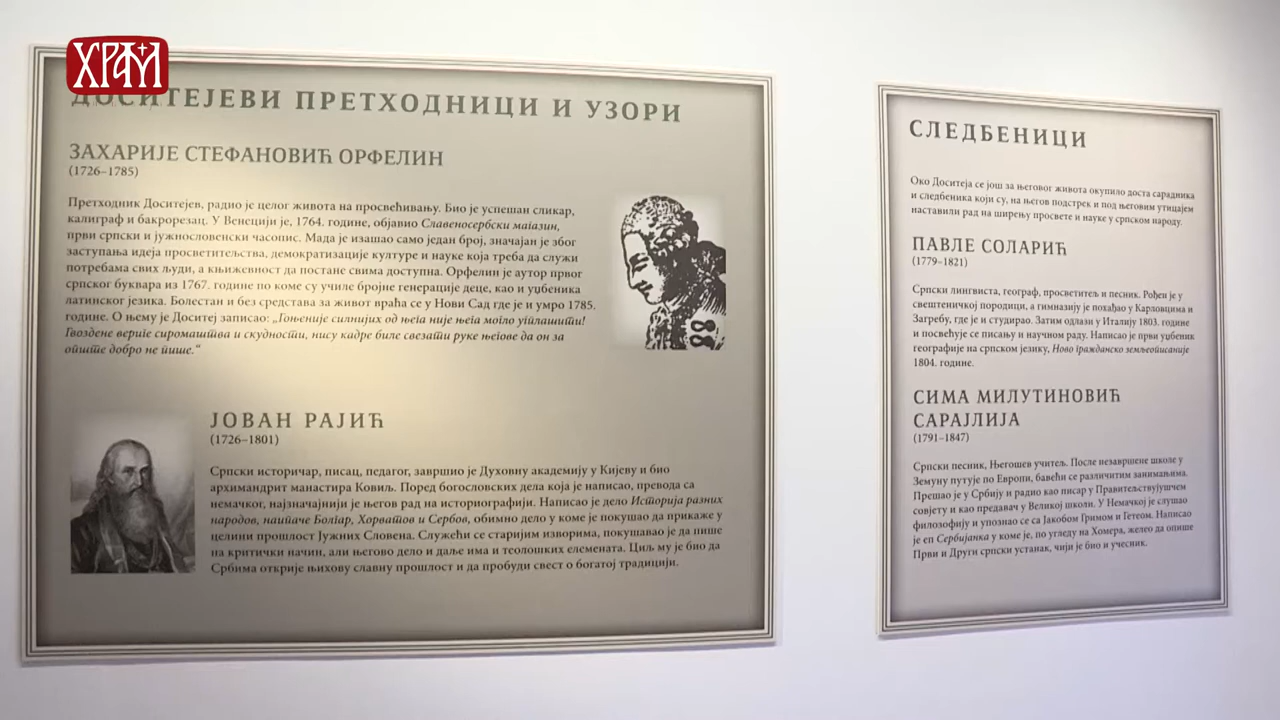 ХРАМ
ДОСИТЕЈЕВИ ПРЕТХОДНИЦИ И УЗОРИ
ЗАХАРИЈЕ СТЕФАНОВИЋ ОРФЕЛИН
(1726–1785)
Претходник Доситејев, радио је целог живота на просвећивању. Био је успешан сликар,
калиграф и бакрорезац. У Венецији је, 1764. године, објавио Славеносербски магазин,
први српски и јужнословенски часопис. Мада је изашао само један број, значајан је због
заступања идеја просветитељства, демократизације културе и науке која треба да служи
потребама свих људи, а књижевност да постане свима доступна. Орфелин је аутор првог
српског буквара из 1767. године по коме су училе бројне генерације деце, као и уџбеника
латинског језика. Болестан и без средстава за живот враћа се у Нови Сад где је и умро 1785.
године. О њему је Доситеј записао: „Гоњеније силнијих од њега није њега могло уйлашити!
Гвоздене вериге сиромаштва и скудности, нису кадре биле свезати руке његове да он за
опште добро не пише.“
ЈОВАН РАЈИЋ
(1726–1801)
Српски историчар, писац, педагог, завршио је Духовну академију у Кијеву и био
архимандрит манастира Ковиљ. Поред богословских дела која је написао, превода са
немачког, најзначајнији је његов рад на историографији. Написао је дело Историја разних
народов, наипаче Болгар, Хорватов и Сербов, обимно дело у коме је покушао да прикаже у
целини прошлост Јужних Словена. Служећи се старијим изворима, покушавао је да пише
на критички начин, али његово дело и даље има и теолошких елемената. Циљ му је био да
Србима открије њихову славну прошлост и да пробуди свест о богатој традицији.
СЛЕДБЕНИЦИ
Око Доситеја се још за његовог живота окупило доста сарадника
и следбеника који су, на његов подстрек и под његовим утицајем
наставили рад на ширењу просвете и науке у српском народу.
ПАВЛЕ СОЛАРИЋ
(1779–1821)
Српски лингвиста, географ, просветитељ и песник. Рођен је у
свештеничкој породици, а гимназију је похађао у Карловцима и
Загребу, где је и студирао. Затим одлази у Италију 1803. године
и посвећује се писању и научном раду. Написао је први уџбеник
географије на српском језику, Ново гражданско землеописаније
1804. године.
СИМА МИЛУТИНОВИЋ
САРАЈЛИЈА
(1791–1847)
Српски песник, Његошев учитељ. После незавршене школе у
Земуну путује по Европи, бавећи се различитим занимањима.
Прешао је у Србију и радио као писар у Правитељствујушчем
совјету и као предавач у Великој школи. У Немачкој је слушао
филозофију и упознао се са Јакобом Гримом и Гетеом. Написао
је еп Сербијанка у коме је, по угледу на Хомера, желео да опише
Први и Други српски устанак, чији је био и учесник.